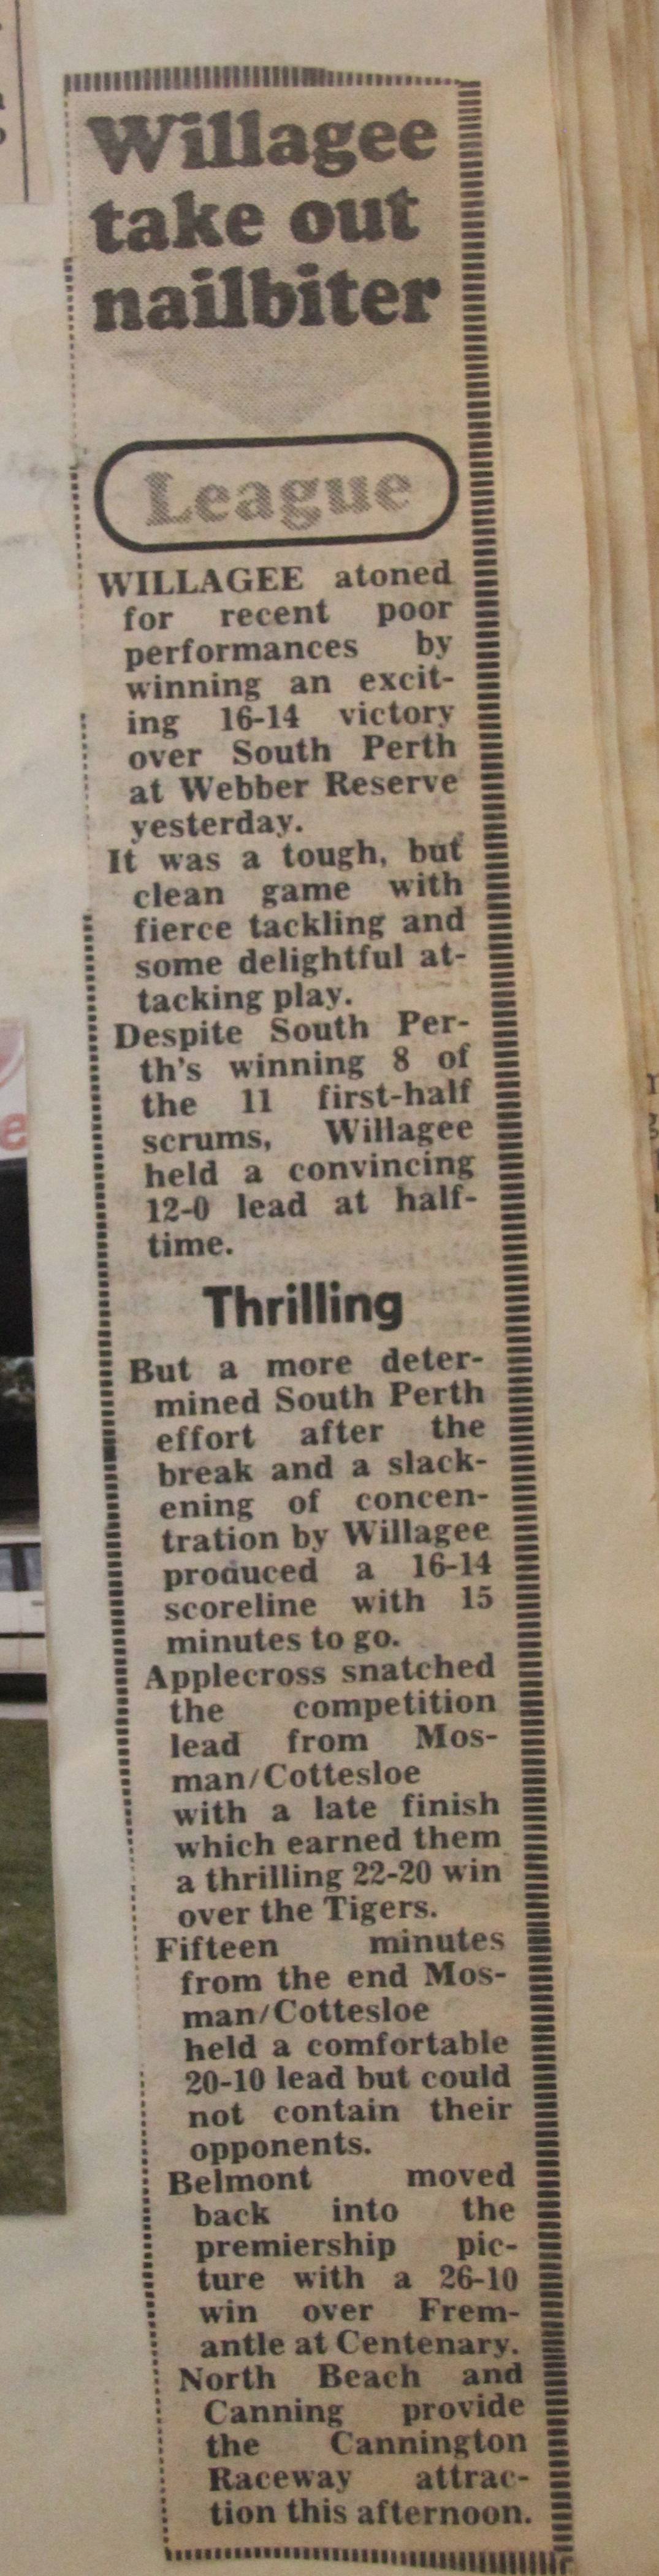 Willagee
take out
nailbiter
League
WILLAGEE atoned
for recent poor
performances by
winning an excit-
ing 16-14 victory
over South Perth
at Webber Reserve
yesterday.
It was a tough, but
clean game with
fierce tackling and
some delightful at-
tacking play.
Despite South Per-
th's winning 8 of
the 11 first-half
scrums, Willagee
held a convincing
12-0 lead at half-
time.
Thrilling
But a more deter-
mined South Perth
effort after the
break and a slack-
ening of concen-
tration by Willagee
produced a 16-14
scoreline with 15
minutes to go.
Applecross snatched
the competition
lead from Mos-
man/Cottesloe
with a late finish
which earned them
a thrilling 22-20 win
over the Tigers.
Fifteen minutes
from the end Mos-
man/Cottesloe
held a comfortable
20-10 lead but could
not contain their
opponents.
Belmont moved
back into the
premiership pic-
ture with a 26-10
win over Frem-
antle at Centenary.
North Beach and
Canning provide
the Cannington
Raceway attrac-
tion this afternoon.